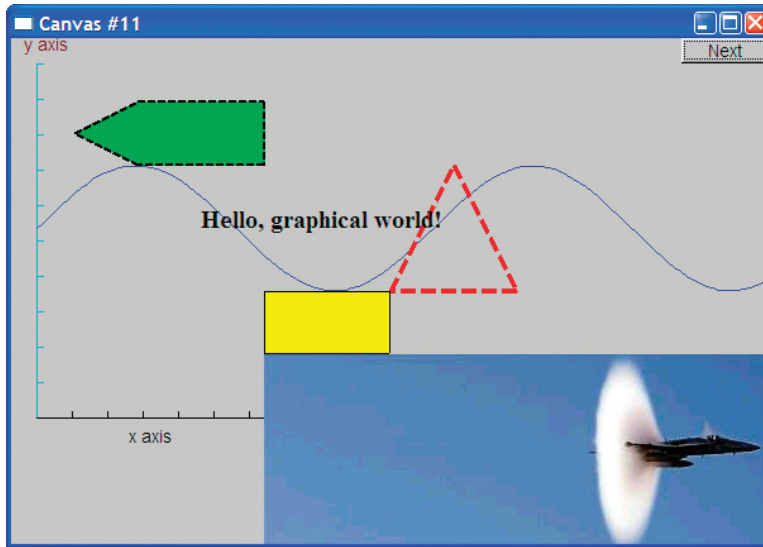 Canvas #11
y axis
Next
Hello, graphical world!
x axis